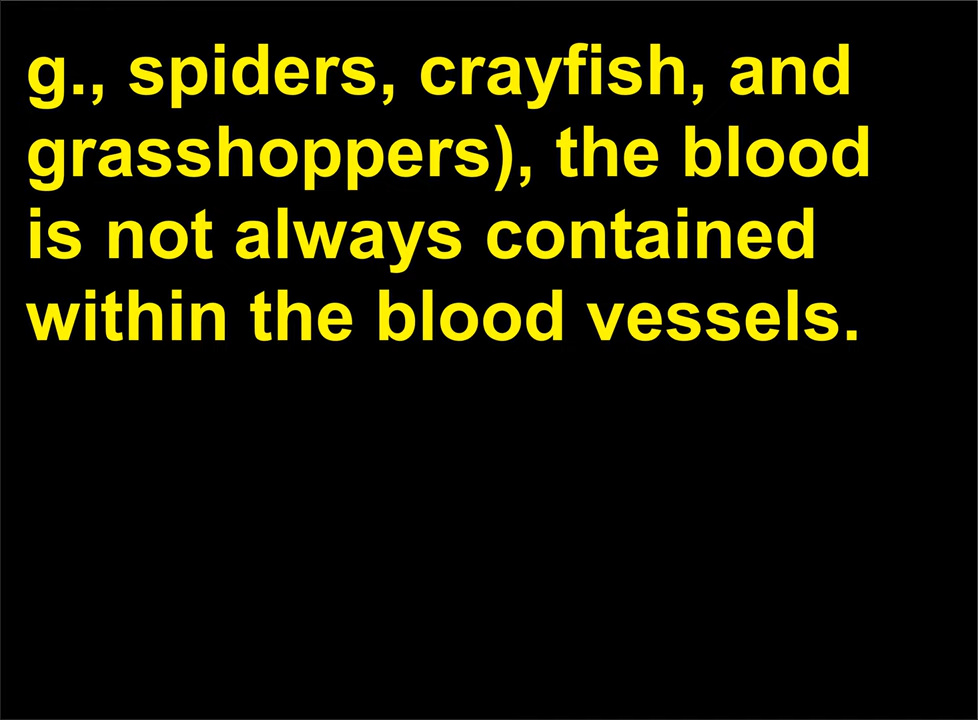 g., spiders, crayfish, and
grasshoppers), the blood
is not always contained
within the blood vessels.